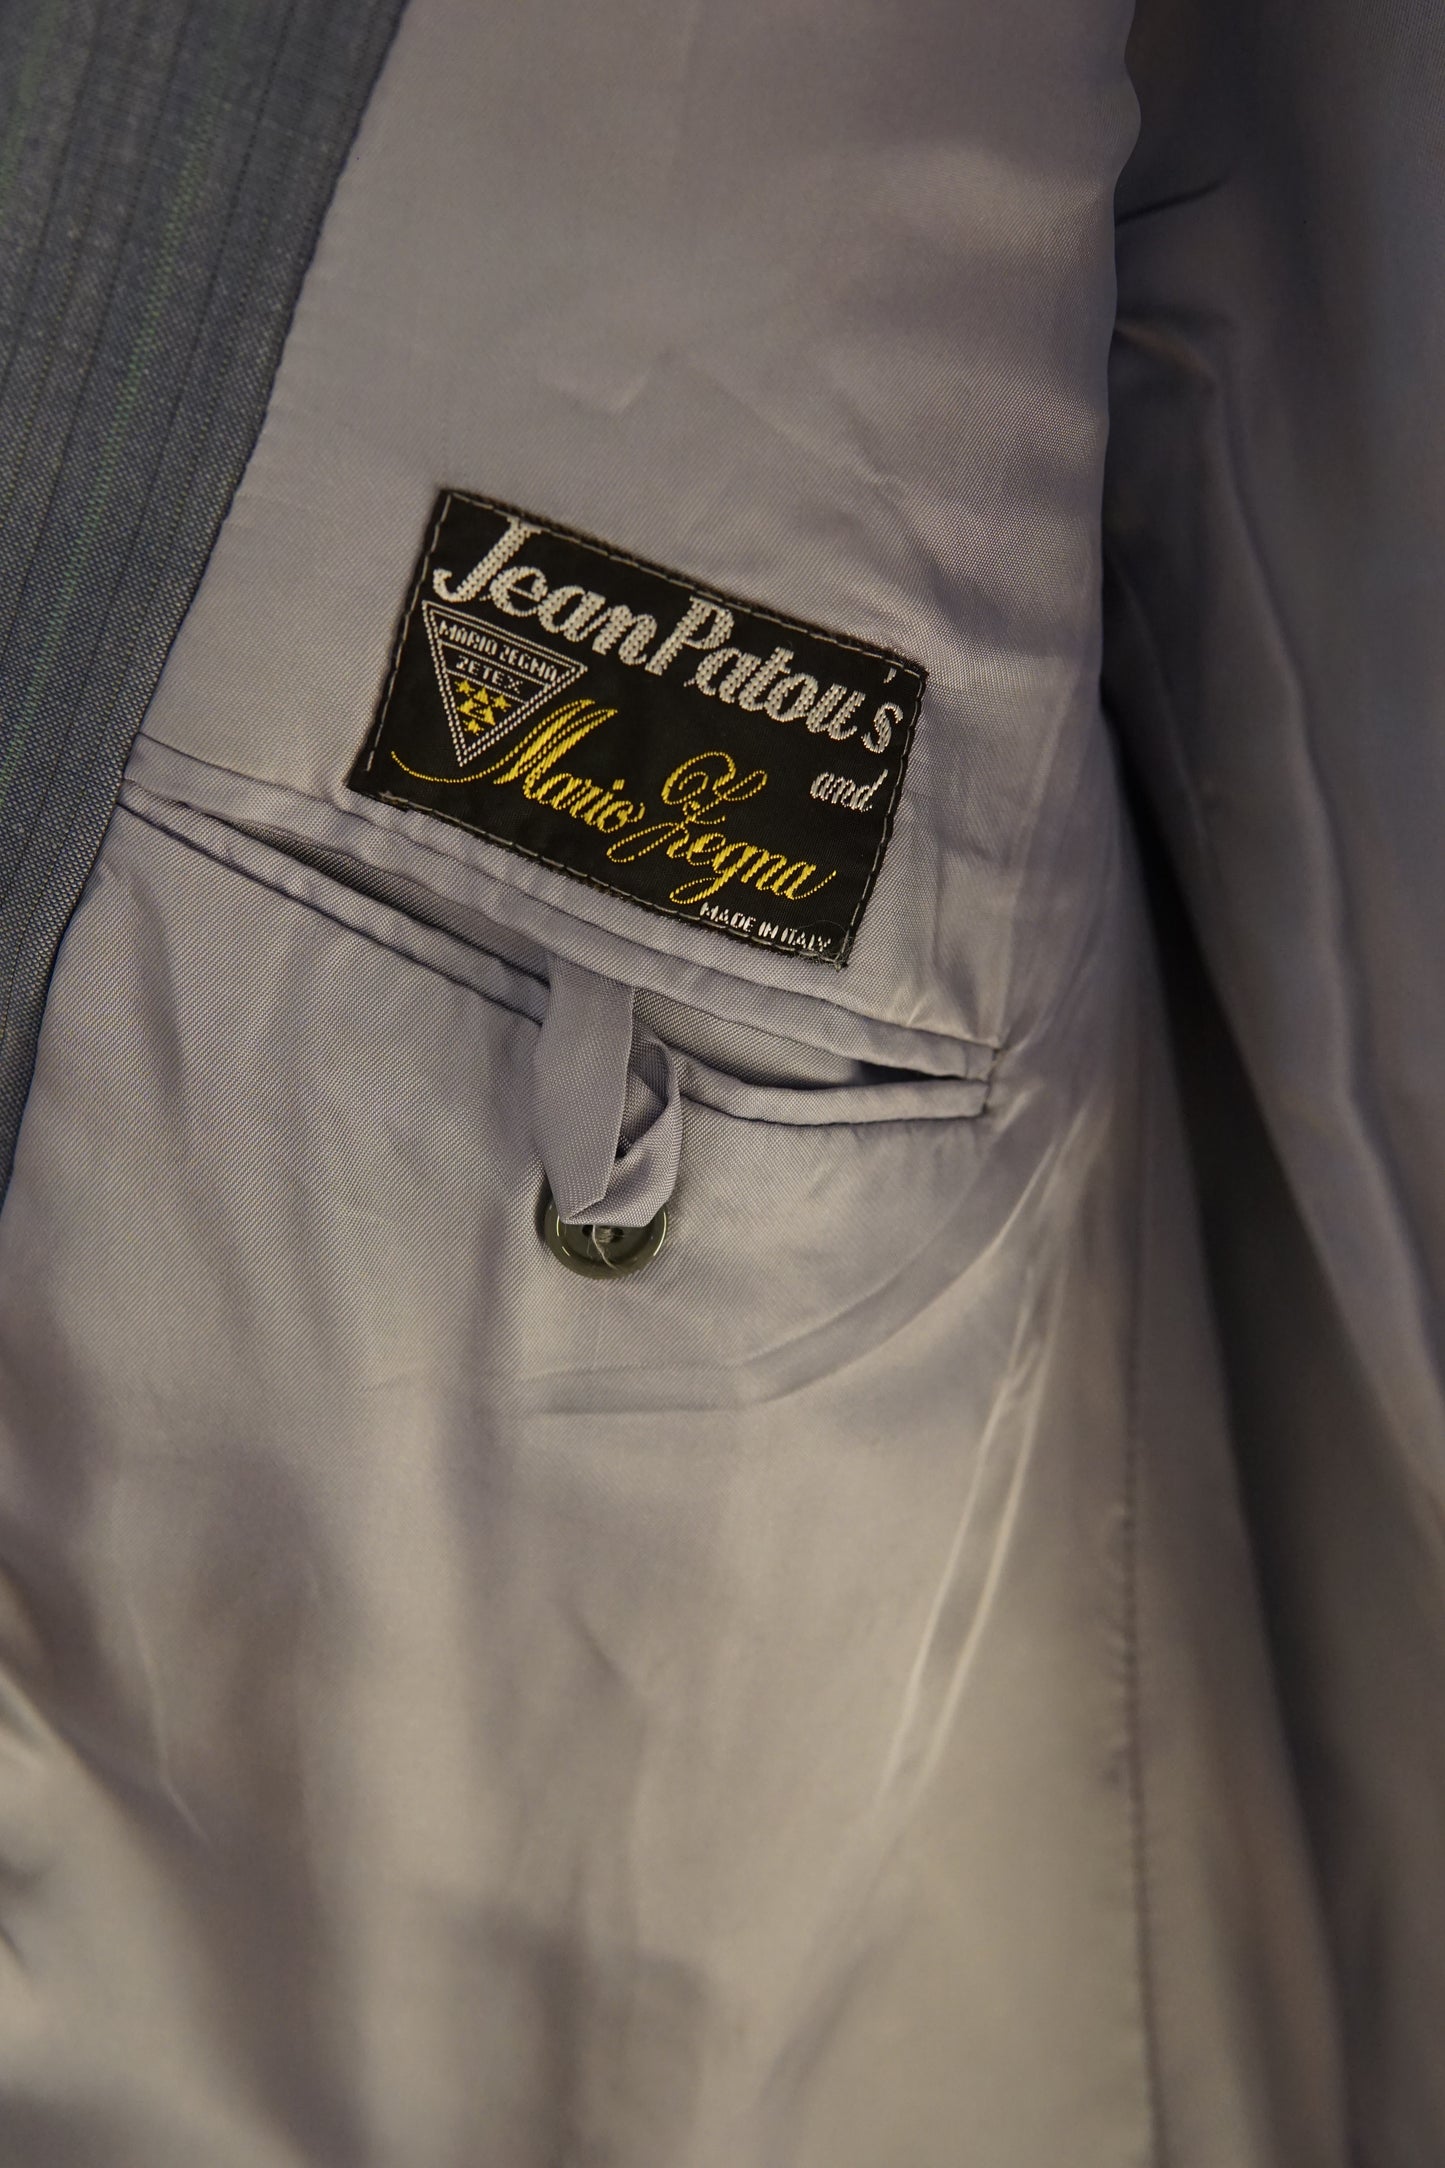 Jean Patou's
MARIO ZEGNA
ZETEX
and
Mario Zegna
MADE IN ITALY